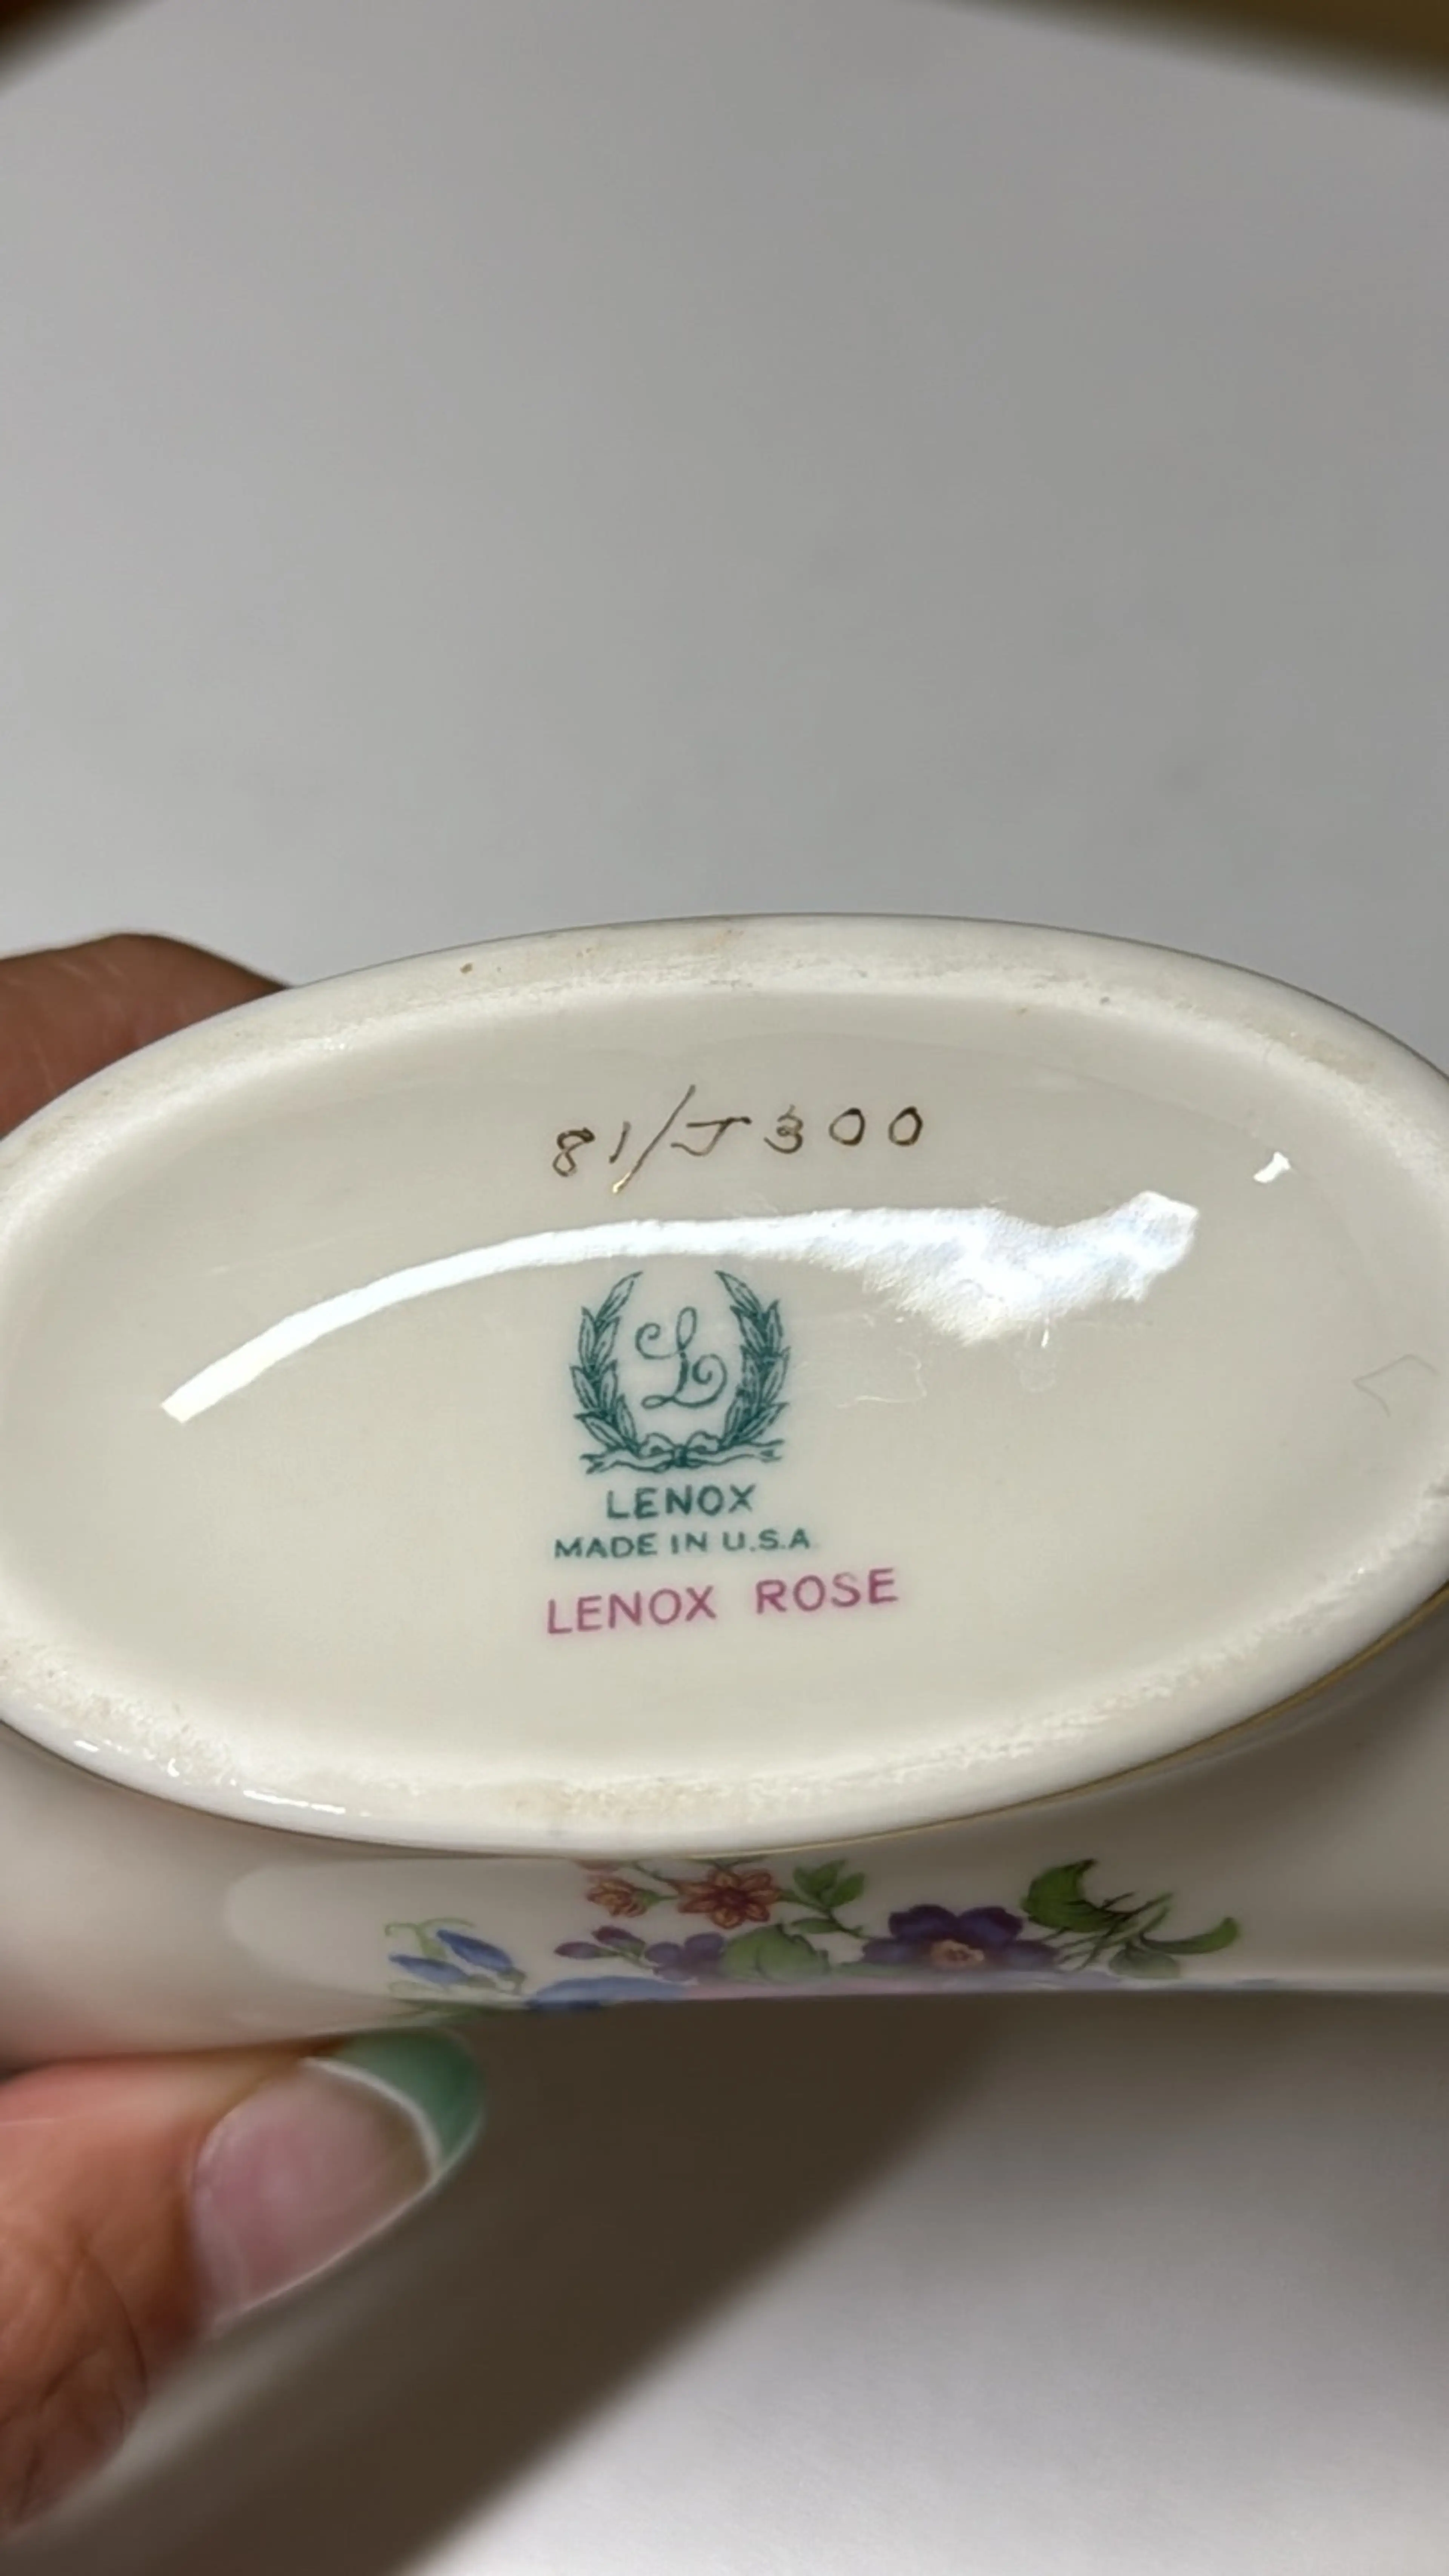 81/J300
L
LENOX
MADE IN U.S.A
LENOX ROSE